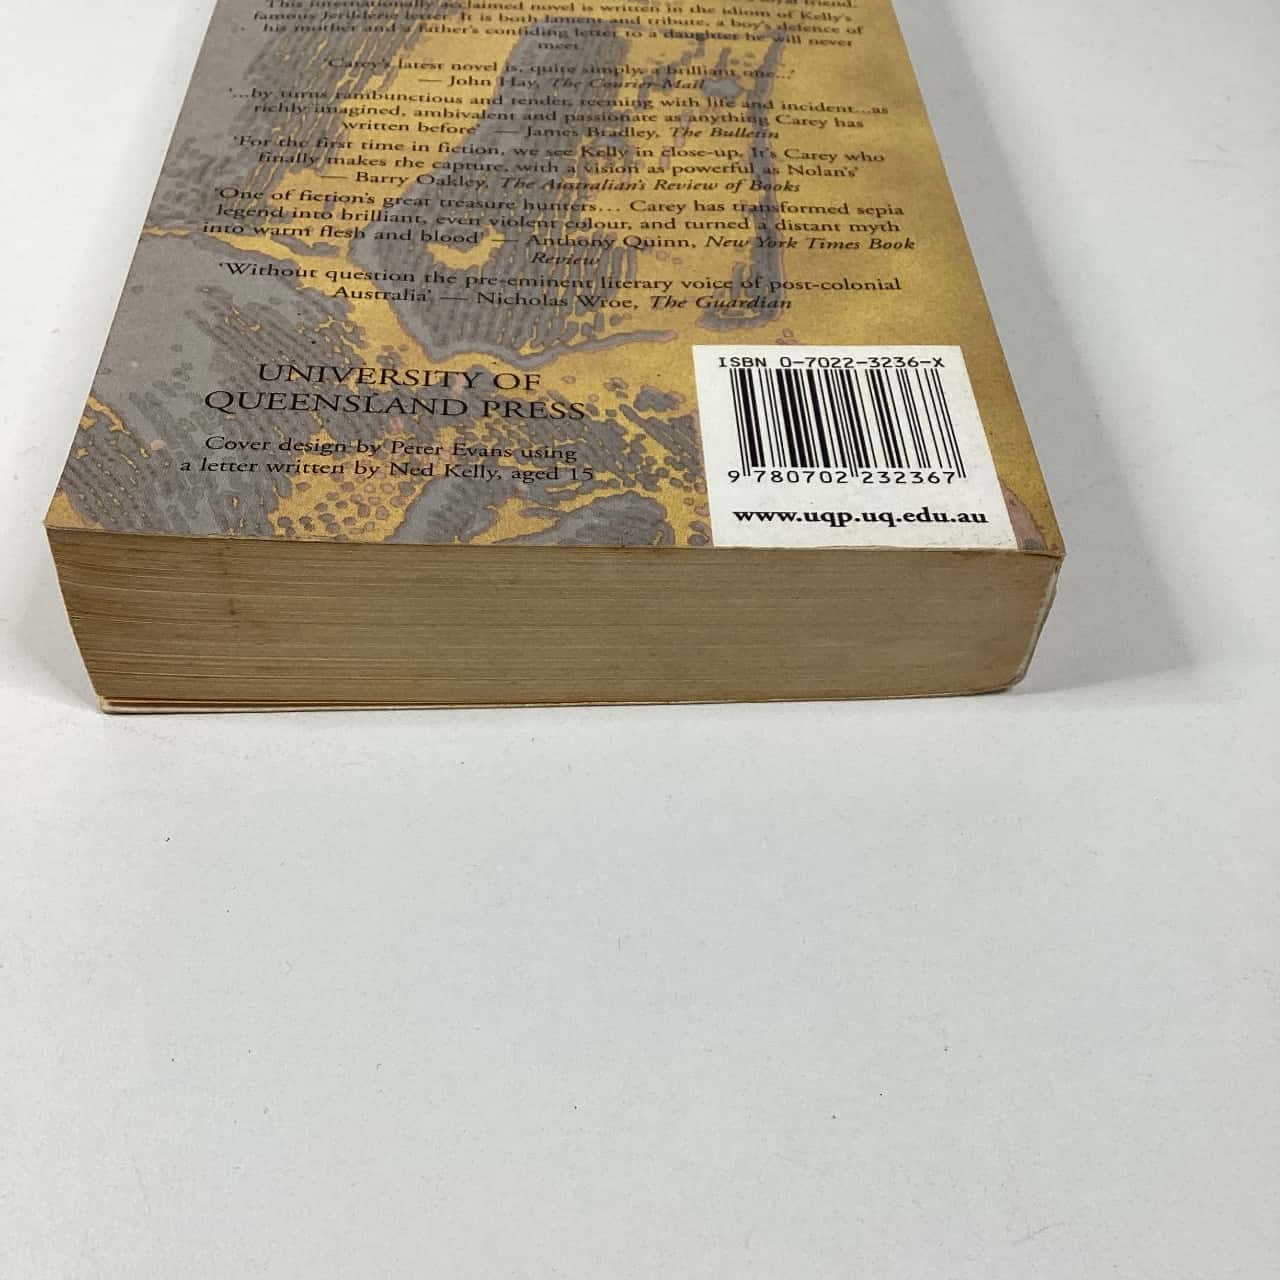 This internationally acclaimed novel is written in the idiom of Kelly's
famous Jerilderie letter. It is both lament and tribute, a boy's defence of
his mother and a father's confiding letter to a daughter he will never
meet.
'Carey's latest novel is, quite simply, a brilliant one...'
— John Hay, The Courier-Mail
'...by turns rambunctious and tender, teeming with life and incident...as
richly imagined, ambivalent and passionate as anything Carey has
written before' — James Bradley, The Bulletin
'For the first time in fiction, we see Kelly in close-up. It's Carey who
finally makes the capture, with a vision as powerful as Nolan's'
— Barry Oakley, The Australian's Review of Books
'One of fiction's great treasure hunters... Carey has transformed sepia
legend into brilliant, even violent colour, and turned a distant myth
into warm flesh and blood' — Anthony Quinn, New York Times Book
Review
'Without question the pre-eminent literary voice of post-colonial
Australia' — Nicholas Wroe, The Guardian
UNIVERSITY OF
QUEENSLAND PRESS
Cover design by Peter Evans using
a letter written by Ned Kelly, aged 15
ISBN 0-7022-3236-X
9 780702 232367
www.uqp.uq.edu.au